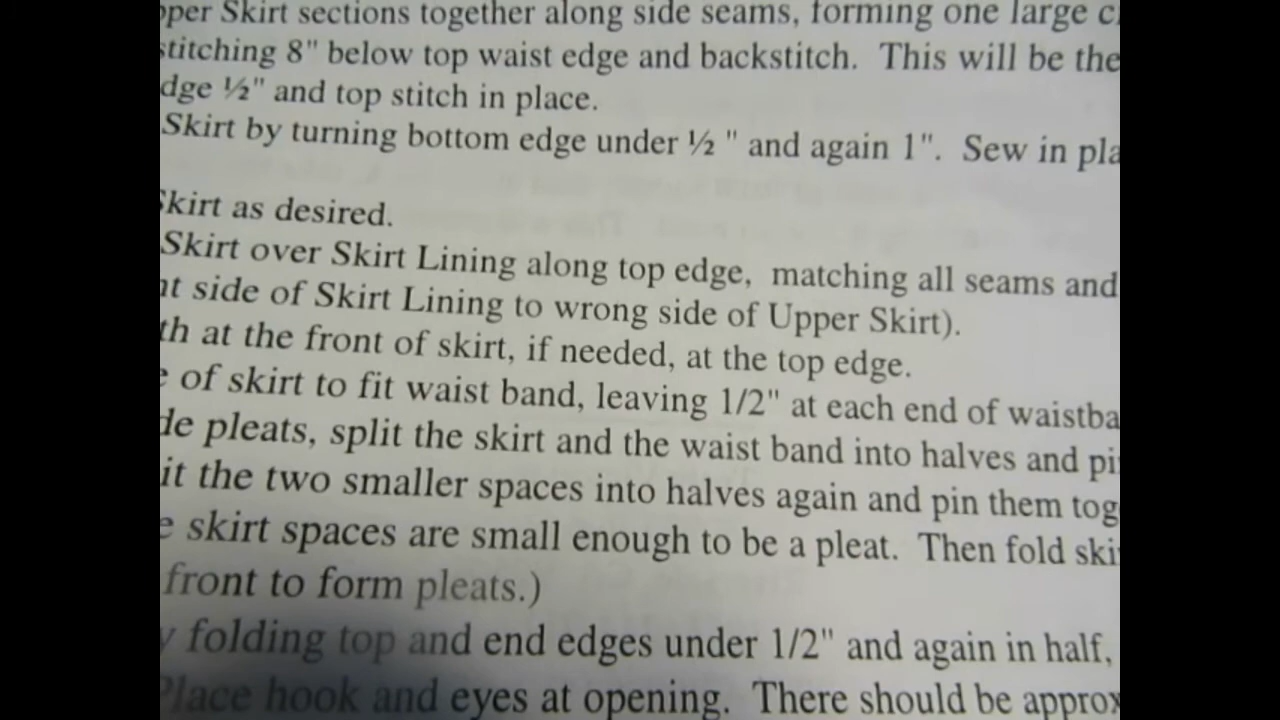 pper Skirt sections together along side seams, forming one large c
stitching 8" below top waist edge and backstitch. This will be the
dge ½" and top stitch in place.
Skirt by turning bottom edge under ½ " and again 1". Sew in pla
Skirt as desired.
Skirt over Skirt Lining along top edge, matching all seams and
ht side of Skirt Lining to wrong side of Upper Skirt).
th at the front of skirt, if needed, at the top edge.
e of skirt to fit waist band, leaving 1/2" at each end of waistba
de pleats, split the skirt and the waist band into halves and pi
it the two smaller spaces into halves again and pin them tog
e skirt spaces are small enough to be a pleat. Then fold ski
front to form pleats.)
y folding top and end edges under 1/2" and again in half,
Place hook and eyes at opening. There should be approx